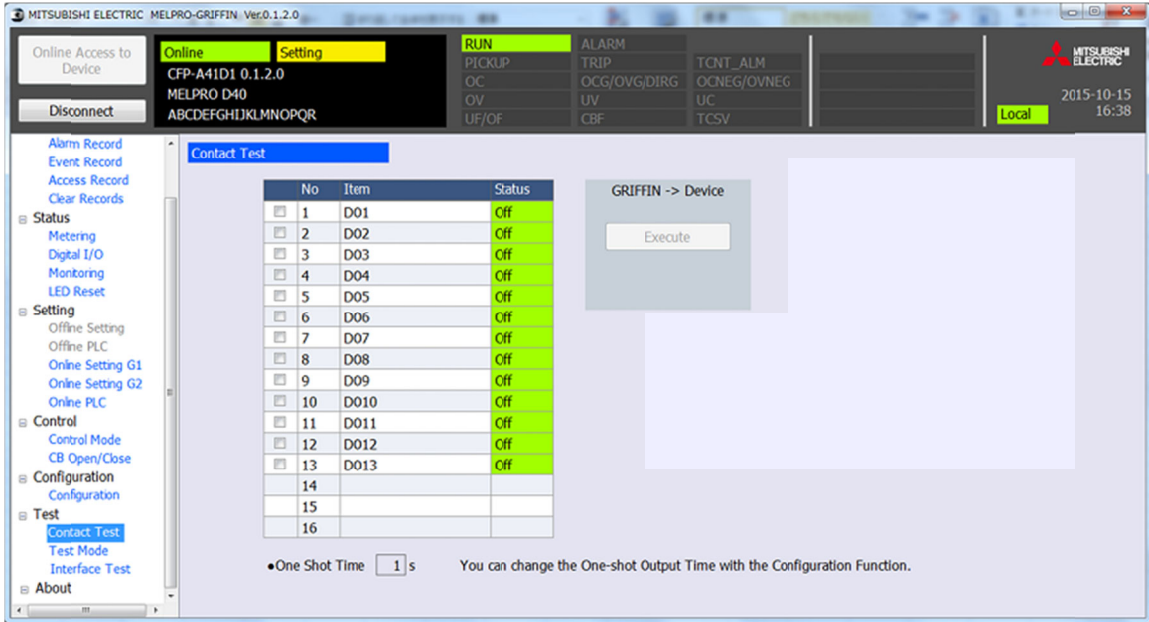 MITSUBISHI ELECTRIC MELPRO-GRIFFIN Ver.0.1.2.0
Online Access to
Device
Disconnect
Online Setting
CFP-A41D1 0.1.2.0
MELPRO D40
ABCDEFGHIJKLMNOPQR
RUN ALARM
PICKUP TRIP TCNT_ALM
OC OCG/OVG/DIRG OCNEG/OVNEG
OV UV UC
UF/OF CBF TCSV
MITSUBISHI
ELECTRIC
2015-10-15
Local 16:38
Alarm Record
Event Record
Access Record
Clear Records
Status
Metering
Digital I/O
Monitoring
LED Reset
Setting
Offline Setting
Offline PLC
Online Setting G1
Online Setting G2
Online PLC
Control
Control Mode
CB Open/Close
Configuration
Configuration
Test
Contact Test
Test Mode
Interface Test
About
Contact Test
No Item Status
1 D01 Off
2 D02 Off
3 D03 Off
4 D04 Off
5 D05 Off
6 D06 Off
7 D07 Off
8 D08 Off
9 D09 Off
10 D010 Off
11 D011 Off
12 D012 Off
13 D013 Off
14
15
16
GRIFFIN -> Device
Execute
•One Shot Time 1 s You can change the One-shot Output Time with the Configuration Function.